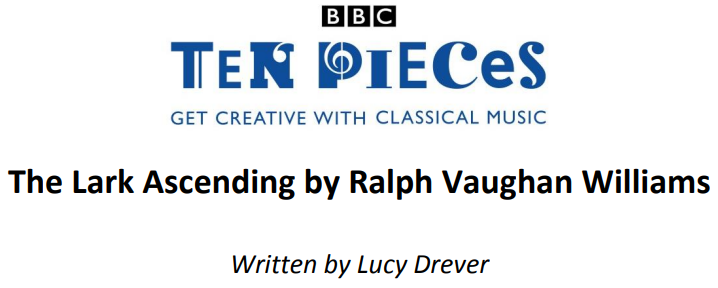 BBC
TEN PIECES
GET CREATIVE WITH CLASSICAL MUSIC
The Lark Ascending by Ralph Vaughan Williams
Written by Lucy Drever